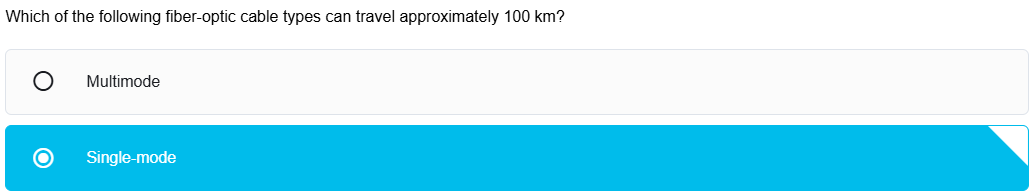 Which of the following fiber-optic cable types can travel approximately 100 km?
Multimode
Single-mode